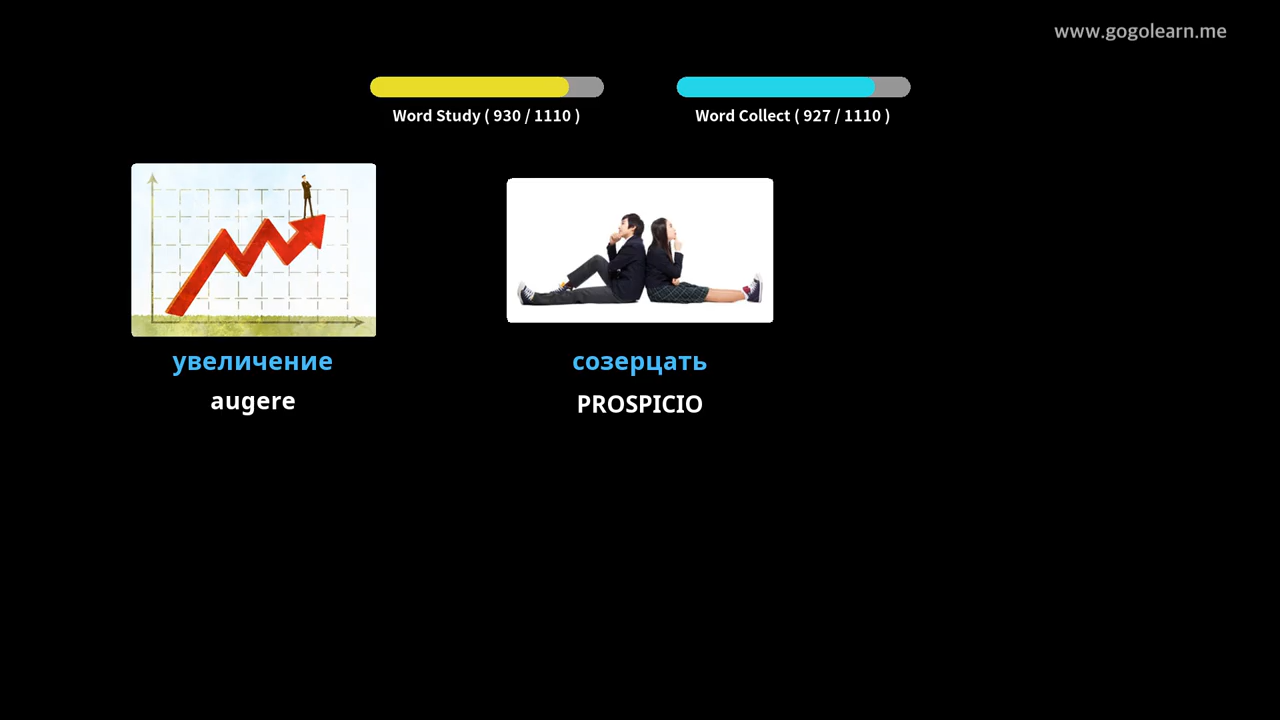 www.gogolearn.me
Word Study ( 930 / 1110 )
Word Collect ( 927 / 1110 )
увеличение
augere
созерцать
PROSPICIO